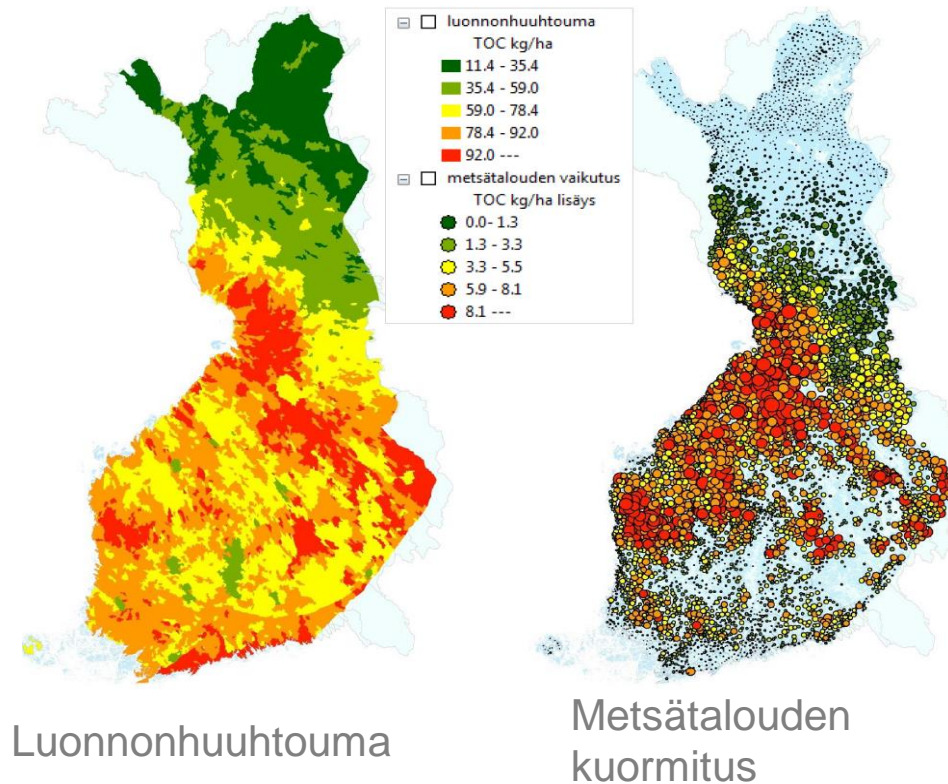 luonnonhuuhtouma
TOC kg/ha
11.4 - 35.4
35.4 - 59.0
59.0 - 78.4
78.4 - 92.0
92.0 ---
metsätalouden vaikutus
TOC kg/ha lisäys
0.0- 1.3
1.3 - 3.3
3.3 - 5.5
5.9 - 8.1
8.1 ---
Luonnonhuuhtouma
Metsätalouden
kuormitus